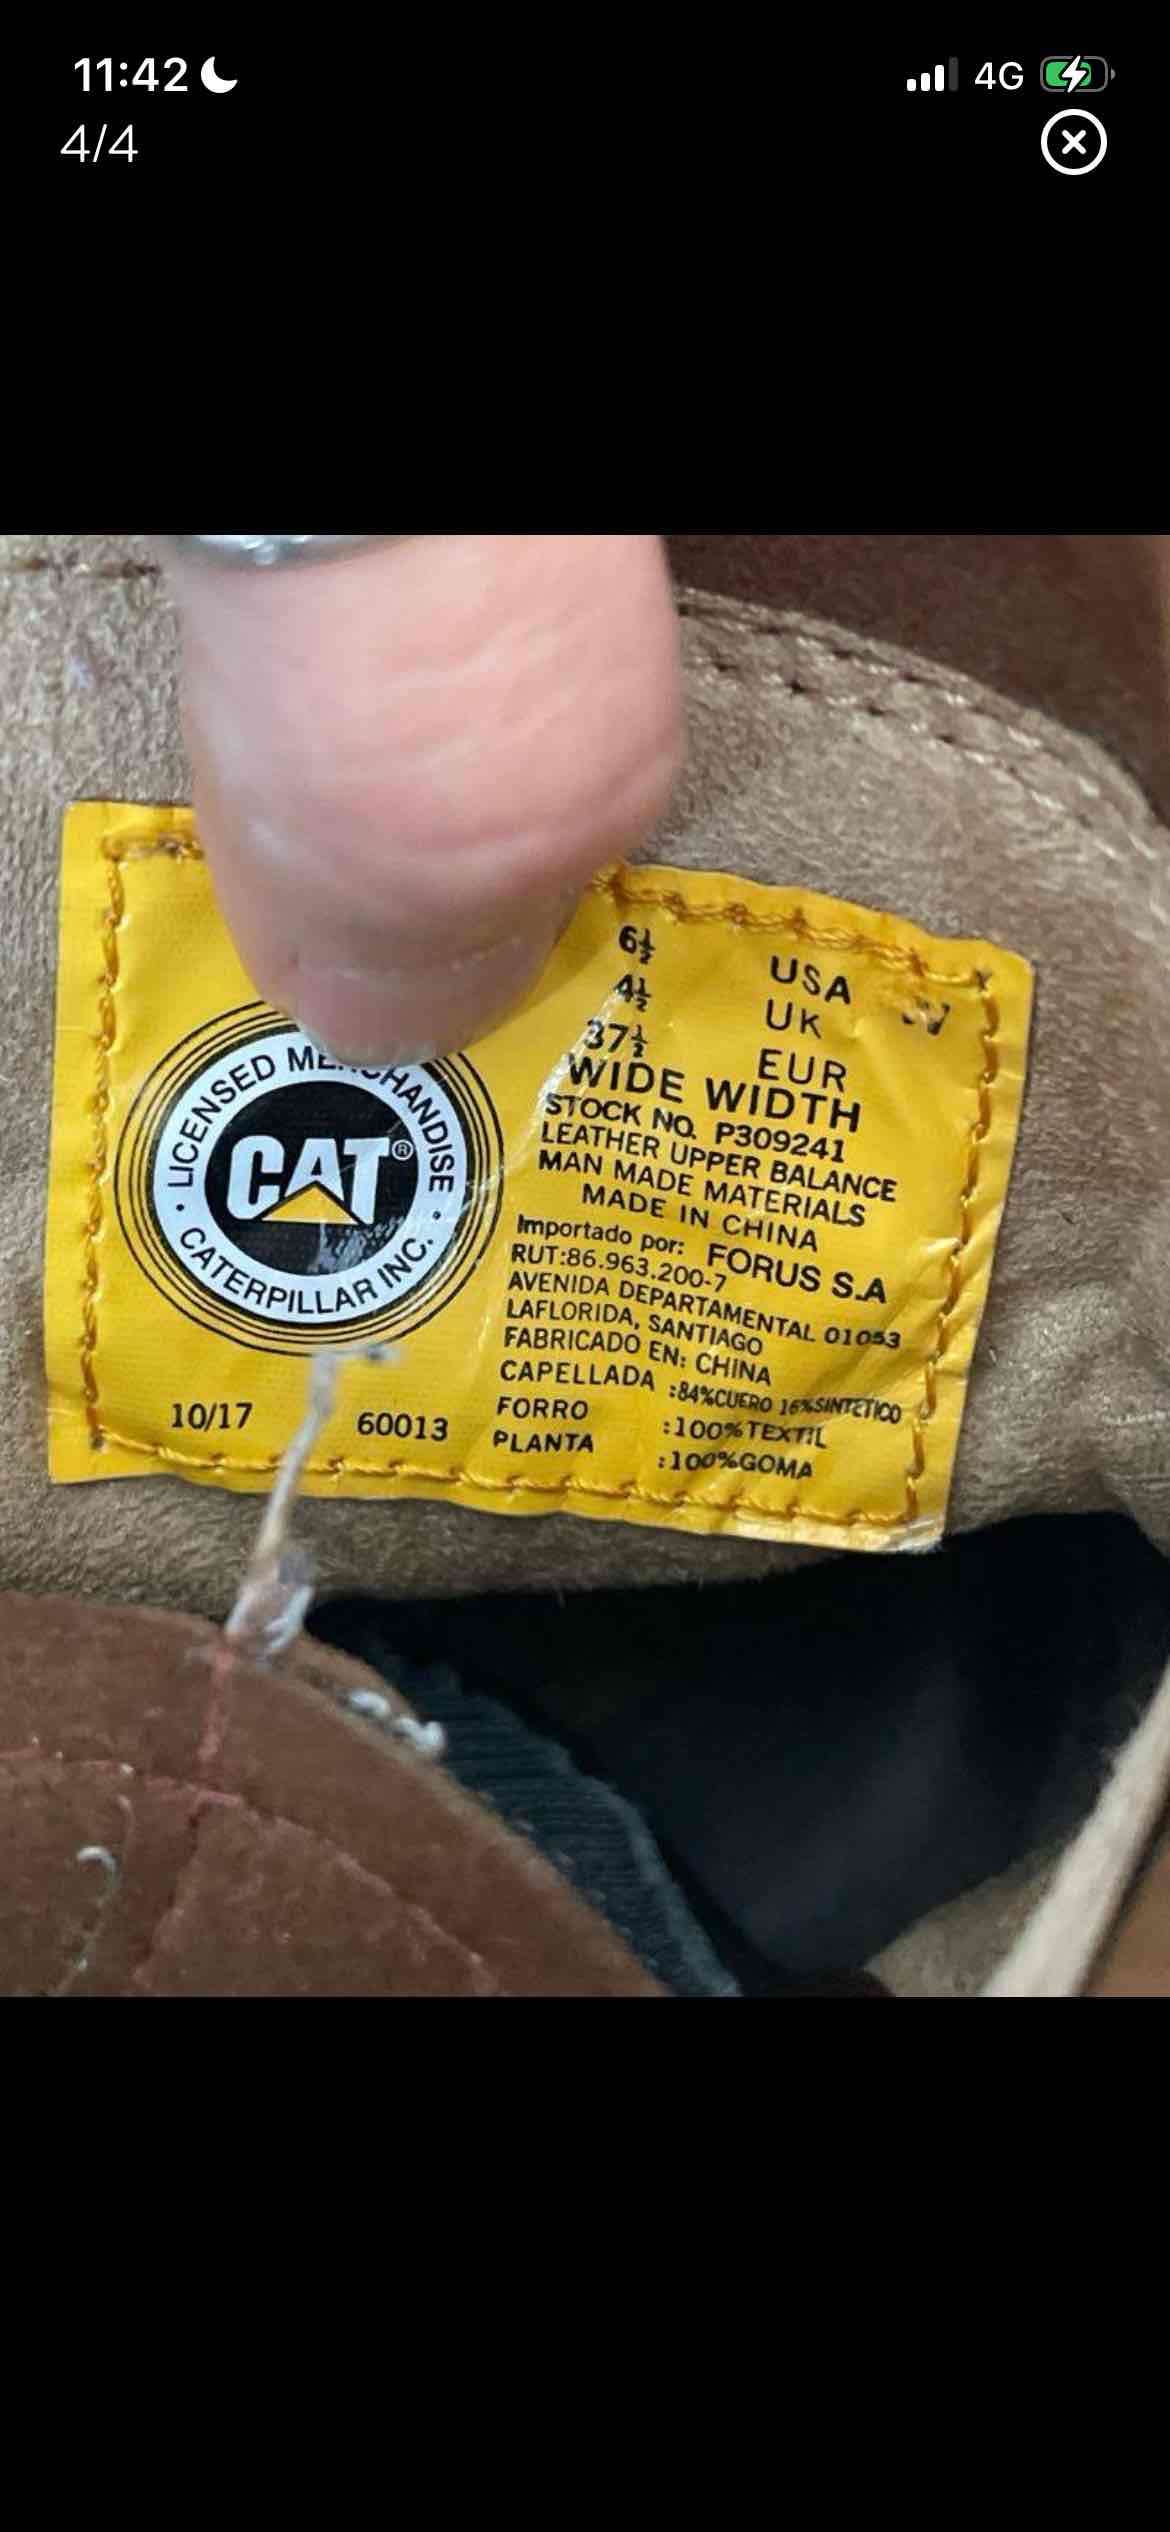 11:42
4G
4/4
6½ USA W
4½ UK
37½ EUR
WIDE WIDTH
STOCK NO. P309241
LEATHER UPPER BALANCE
MAN MADE MATERIALS
MADE IN CHINA
Importado por: FORUS S.A
RUT:86.963.200-7
AVENIDA DEPARTAMENTAL 01053
LAFLORIDA, SANTIAGO
FABRICADO EN: CHINA
CAPELLADA :84%CUERO 16%SINTETICO
FORRO :100%TEXTIL
PLANTA :100%GOMA
LICENSED MERCHANDISE
CAT®
CATERPILLAR INC.
10/17
60013